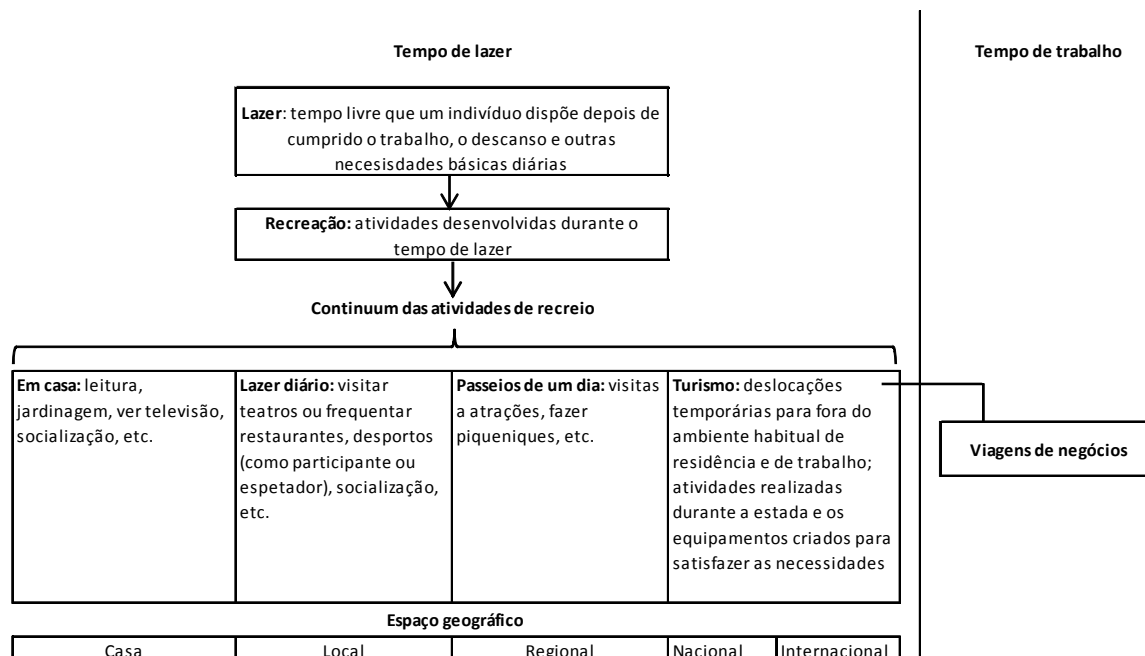 Tempo de lazer
Tempo de trabalho
Lazer: tempo livre que um indivíduo dispõe depois de
cumprido o trabalho, o descanso e outras
necesisdades básicas diárias
Recreação: atividades desenvolvidas durante o
tempo de lazer
Continuum das atividades de recreio
Em casa: leitura,
jardinagem, ver televisão,
socialização, etc.
Lazer diário: visitar
teatros ou frequentar
restaurantes, desportos
(como participante ou
espetador), socialização,
etc.
Passeios de um dia: visitas
a atrações, fazer
piqueniques, etc.
Turismo: deslocações
temporárias para fora do
ambiente habitual de
residência e de trabalho;
atividades realizadas
durante a estada e os
equipamentos criados para
satisfazer as necessidades
Viagens de negócios
Espaço geográfico
Casa
Local
Regional
Nacional
Internacional